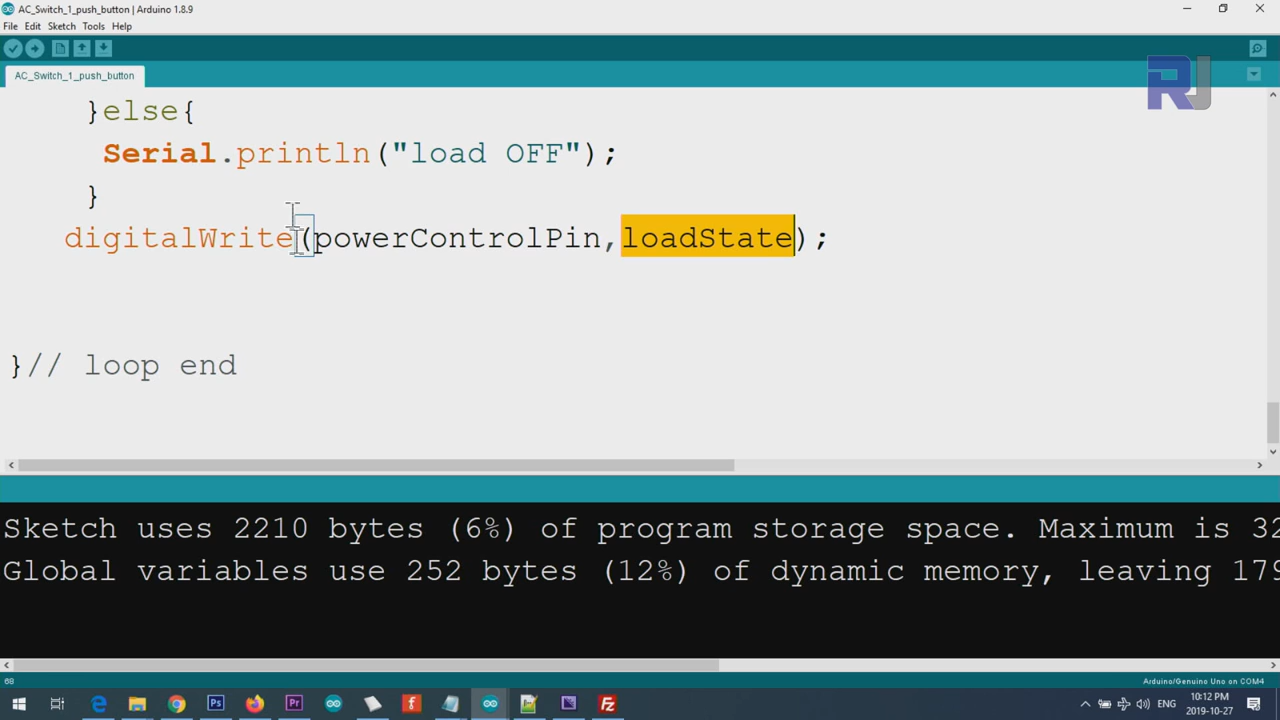 AC_Switch_1_push_button | Arduino 1.8.9
File Edit Sketch Tools Help
AC_Switch_1_push_button
RJ
}else{
Serial.println("load OFF");
}
digitalWrite(powerControlPin,loadState);
}// loop end
Sketch uses 2210 bytes (6%) of program storage space. Maximum is 32
Global variables use 252 bytes (12%) of dynamic memory, leaving 179
68
Arduino/Genuino Uno on COM4
ENG
10:12 PM
2019-10-27